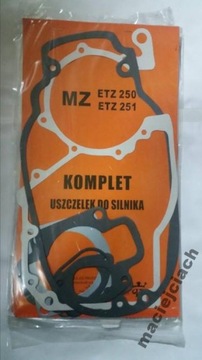 MZ ETZ 250
ETZ 251
KOMPLET
USZCZELEK DO SILNIKA
maciejciach